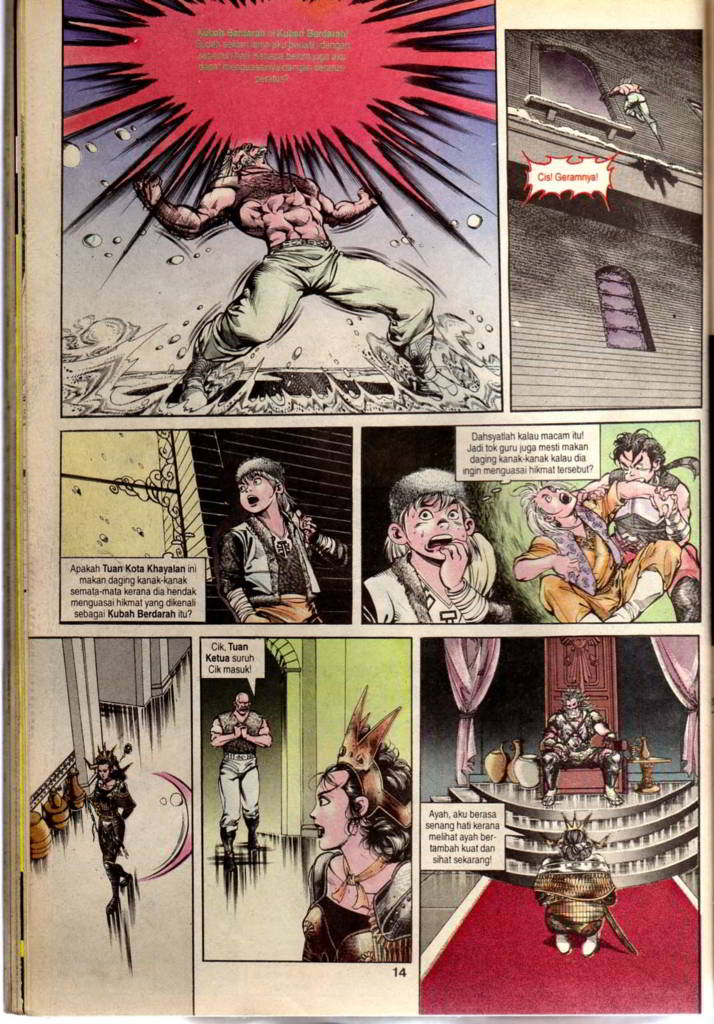 Kubah Berdarah o! Kubah Berdarah!
Sudah sekian lama aku berlatih dengan
sepenuh hati, kenapa belum juga aku
dapat menguasainya dengan seratus
peratus?
Cis! Geramnya!
Apakah Tuan Kota Khayalan ini
makan daging kanak-kanak
semata-mata kerana dia hendak
menguasai hikmat yang dikenali
sebagai Kubah Berdarah itu?
Dahsyatlah kalau macam itu!
Jadi tok guru juga mesti makan
daging kanak-kanak kalau dia
ingin menguasai hikmat tersebut?
Cik, Tuan
Ketua suruh
Cik masuk!
Ayah, aku berasa
senang hati kerana
melihat ayah ber-
tambah kuat dan
sihat sekarang!
14